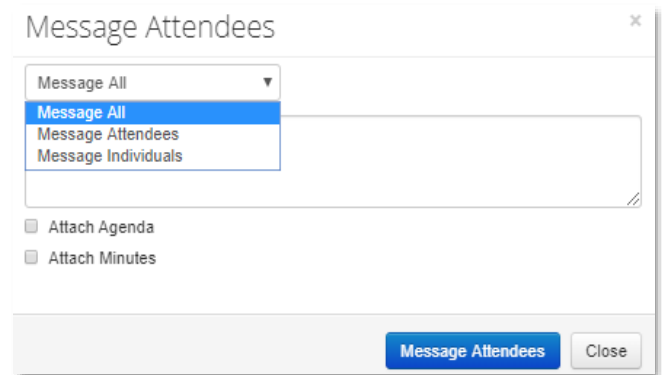 Message Attendees ×
Message All ▼
Message All
Message Attendees
Message Individuals
Attach Agenda
Attach Minutes
Message Attendees Close